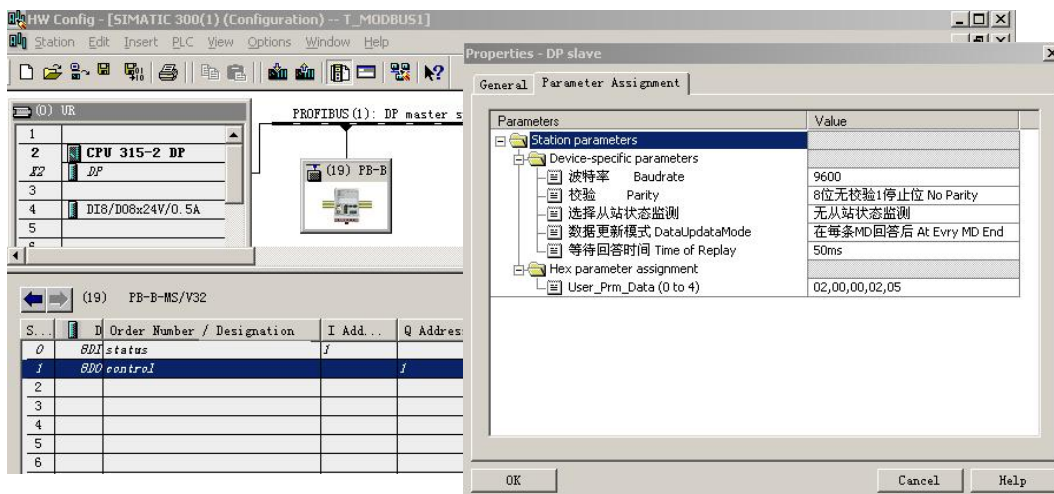 HW Config - [SIMATIC 300(1) (Configuration) -- T_MODBUS1]
Station Edit Insert PLC View Options Window Help
(0) UR
1
2 CPU 315-2 DP
X2 DP
3
4 DI8/DO8x24V/0.5A
5
6
PROFIBUS(1): DP master s
(19) PB-B
(19) PB-B-MS/V32
S... D Order Number / Designation I Add... Q Addres
0 8DI status 1
1 8DO control 1
2
3
4
5
6
Properties - DP slave
General Parameter Assignment
Parameters Value
Station parameters
Device-specific parameters
波特率 Baudrate 9600
校验 Parity 8位无校验1停止位 No Parity
选择从站状态监测 无从站状态监测
数据更新模式 DataUpdataMode 在每条MD回答后 At Evry MD End
等待回答时间 Time of Replay 50ms
Hex parameter assignment
User_Prm_Data (0 to 4) 02,00,00,02,05
OK Cancel Help